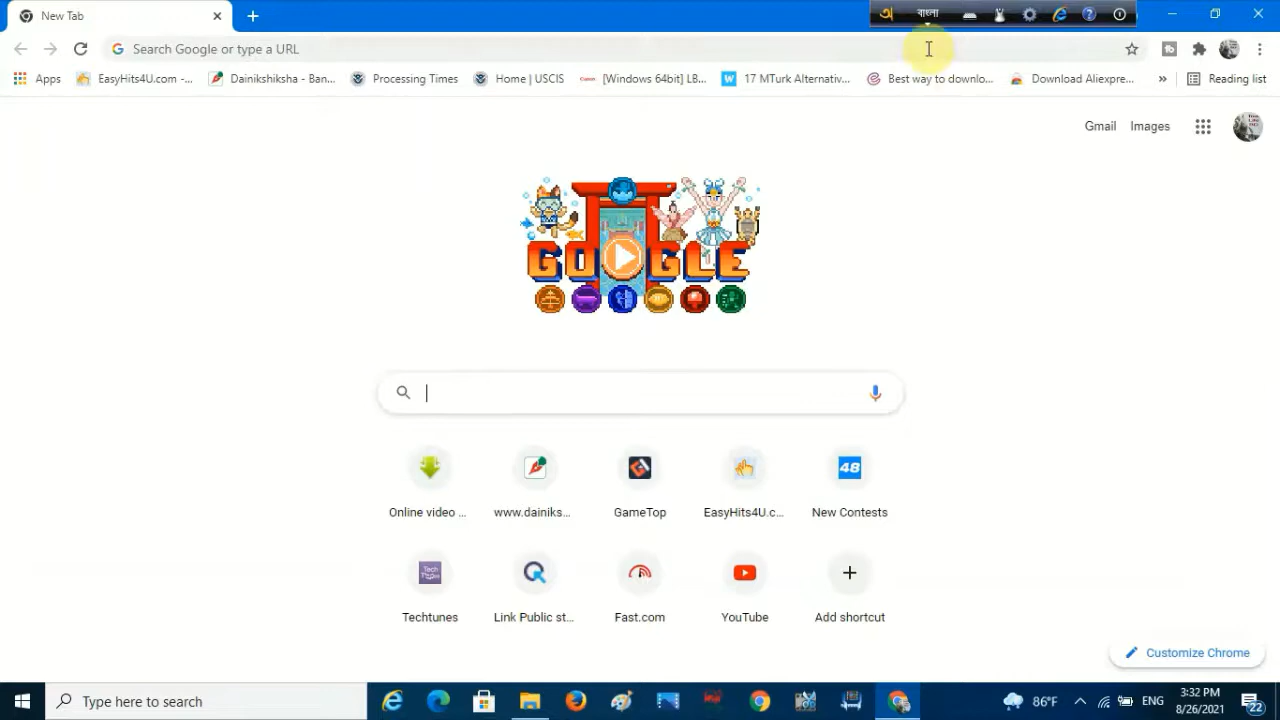 New Tab
বাংলা
Search Google or type a URL
Apps EasyHits4U.com -... Dainikshiksha - Ban... Processing Times Home | USCIS [Windows 64bit] LB... 17 MTurk Alternativ... Best way to downlo... Download Aliexpre... » Reading list
Gmail Images
GOOGLE
Online video ... www.dainiks... GameTop EasyHits4U.c... New Contests
48
Tech
Techtunes Link Public st... Fast.com YouTube Add shortcut
Customize Chrome
Type here to search
86°F ENG 3:32 PM
8/26/2021
22